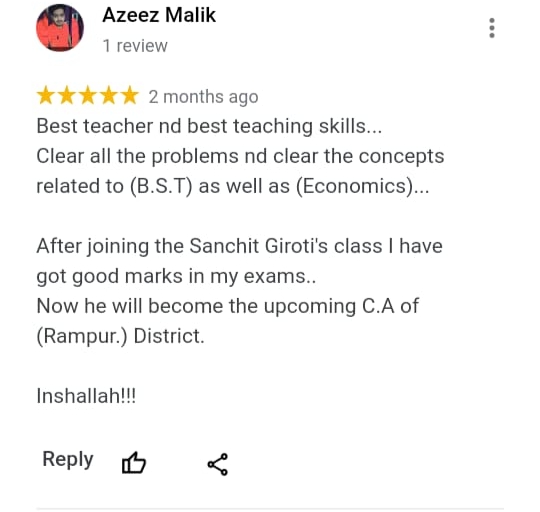 Azeez Malik
1 review
2 months ago
Best teacher nd best teaching skills...
Clear all the problems nd clear the concepts
related to (B.S.T) as well as (Economics)...
After joining the Sanchit Giroti's class I have
got good marks in my exams..
Now he will become the upcoming C.A of
(Rampur.) District.
Inshallah!!!
Reply